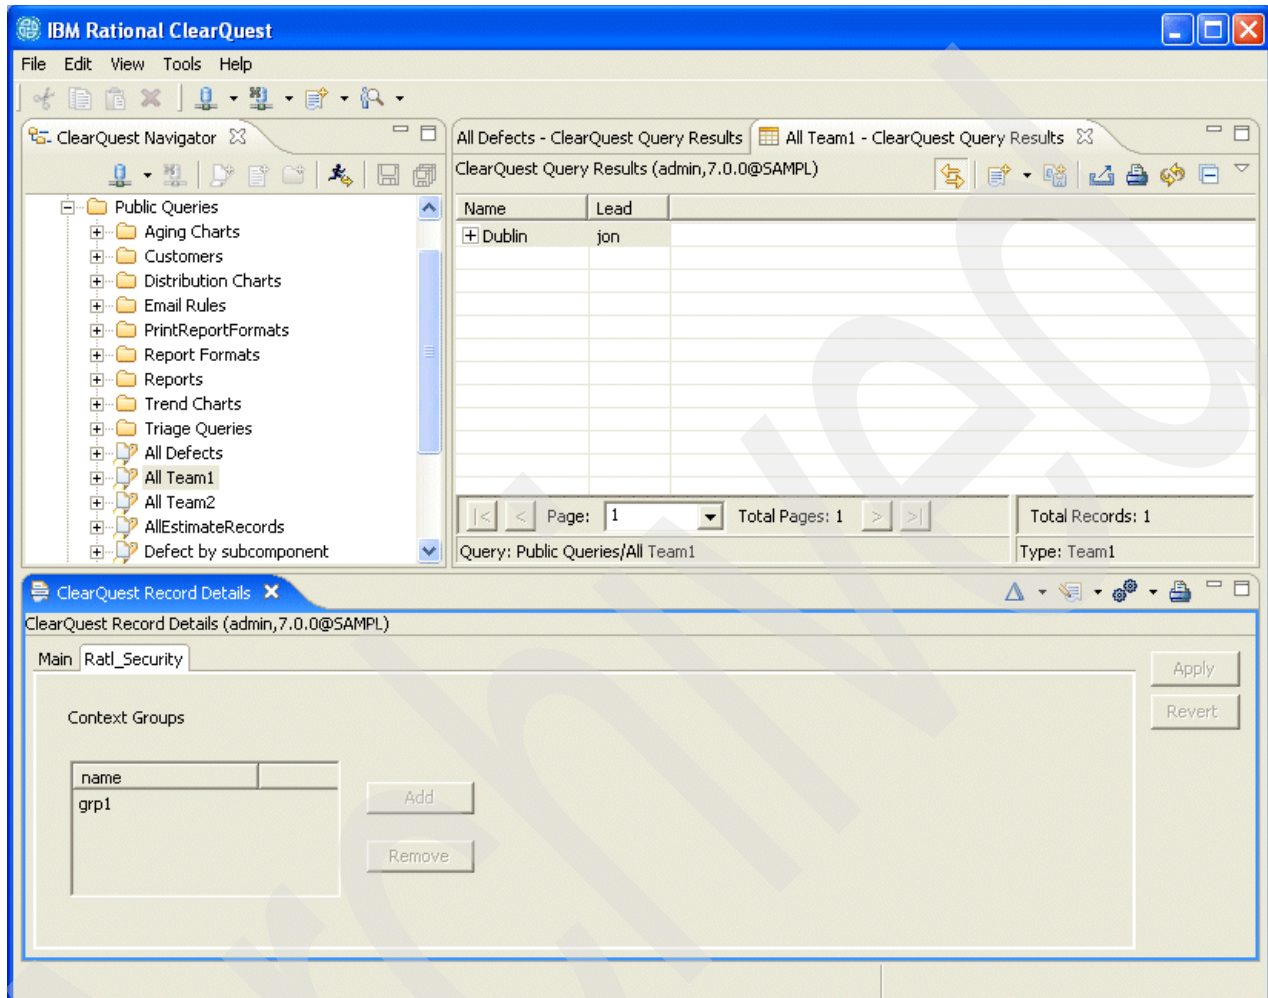 IBM Rational ClearQuest
File Edit View Tools Help
ClearQuest Navigator
Public Queries
Aging Charts
Customers
Distribution Charts
Email Rules
PrintReportFormats
Report Formats
Reports
Trend Charts
Triage Queries
All Defects
All Team1
All Team2
AllEstimateRecords
Defect by subcomponent
All Defects - ClearQuest Query Results All Team1 - ClearQuest Query Results
ClearQuest Query Results (admin,7.0.0@SAMPL)
Name Lead
Dublin jon
Page: 1 Total Pages: 1 Total Records: 1
Query: Public Queries/All Team1 Type: Team1
ClearQuest Record Details
ClearQuest Record Details (admin,7.0.0@SAMPL)
Main Ratl_Security
Apply
Revert
Context Groups
name
grp1
Add
Remove
Archived